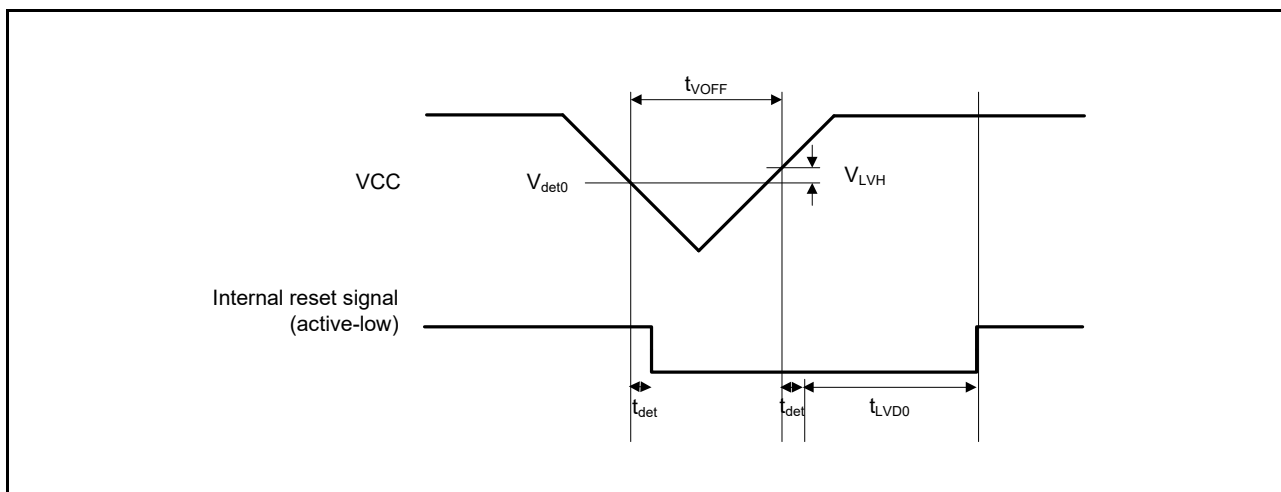 tVOFF
VCC
Vdet0
VLVH
Internal reset signal
(active-low)
tdet
tdet
tLVD0